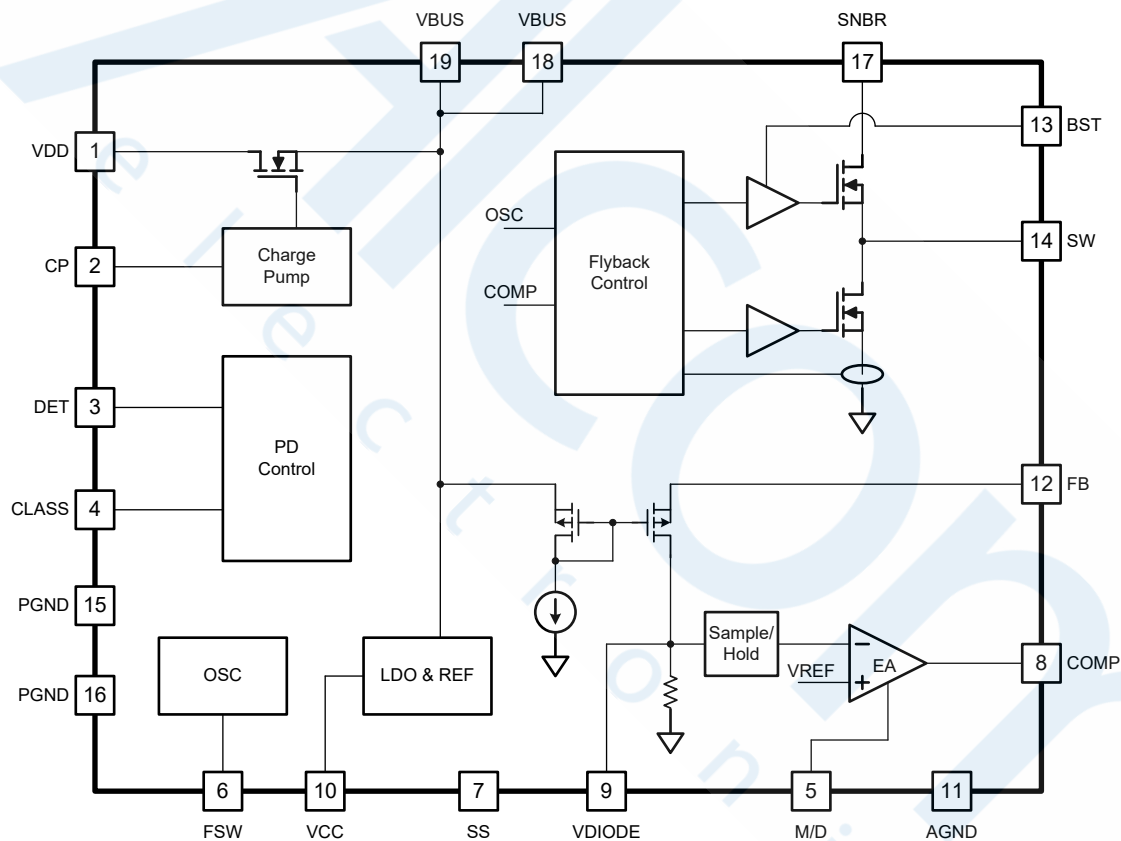 VBUS
VBUS
SNBR
19
18
17
13
BST
VDD
1
OSC
14
SW
CP
2
Charge
Pump
Flyback
Control
COMP
DET
3
PD
Control
CLASS
4
12
FB
PGND
15
Sample/
Hold
EA
VREF
8
COMP
OSC
LDO & REF
PGND
16
6
10
7
9
5
11
FSW
VCC
SS
VDIODE
M/D
AGND
electroni